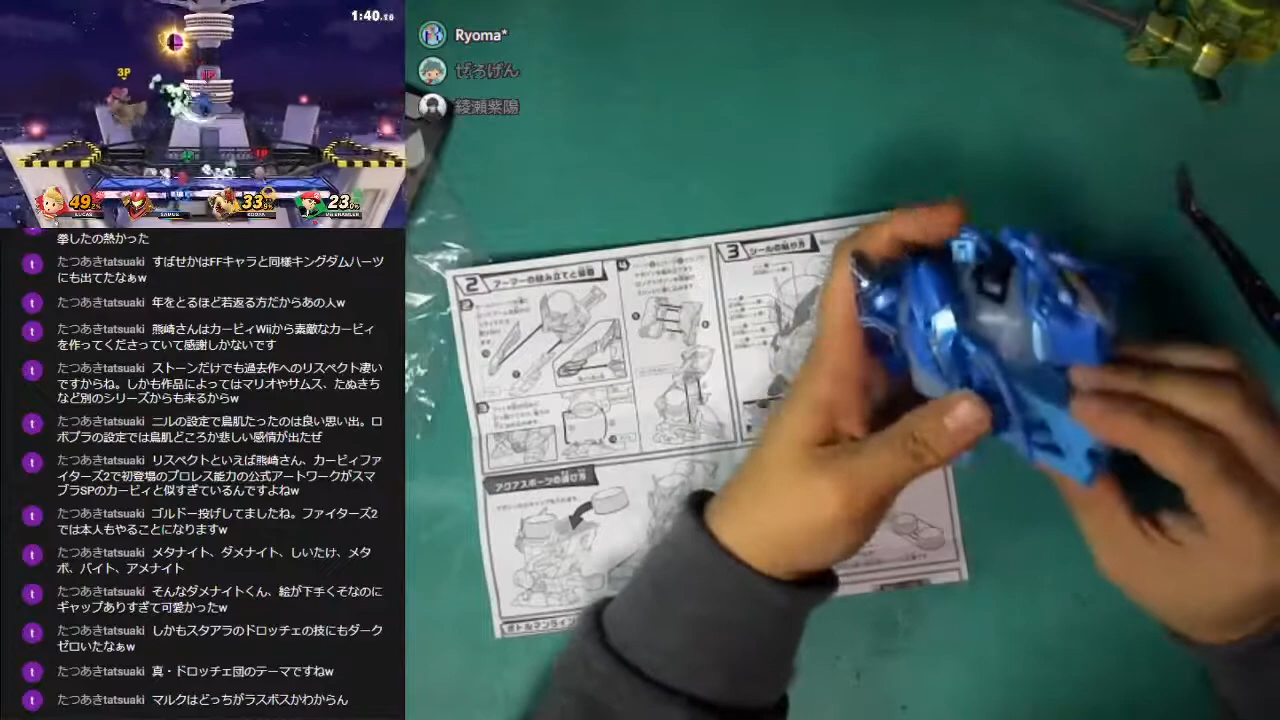 1:40.16
Ryoma*
ぜろげん
綾瀬紫陽
3P
49
33
23
拳したの熱かった
たつあきtatsuaki すばせかはFFキャラと同様キングダムハーツ
にも出てたなぁw
たつあきtatsuaki 年をとるほど若返る方だからあの人w
たつあきtatsuaki 熊崎さんはカービィWiiから素敵なカービィ
を作ってくださっていて感謝しかないです
たつあきtatsuaki ストーンだけでも過去作へのリスペクト凄い
ですからね。しかも作品によってはマリオやサムス、たぬきち
など別のシリーズからも来るからw
たつあきtatsuaki ニルの設定で鳥肌たったのは良い思い出。ロ
ボプラの設定では鳥肌どころか悲しい感情が出たぜ
たつあきtatsuaki リスペクトといえば熊崎さん、カービィファ
イターズ2で初登場のプロレス能力の公式アートワークがスマ
ブラSPのカービィと似すぎているんですよねw
たつあきtatsuaki ゴルドー投げしてましたね。ファイターズ2
では本人もやることになりますw
たつあきtatsuaki メタナイト、ダメナイト、しいたけ、メタ
ボ、バイト、アメナイト
たつあきtatsuaki そんなダメナイトくん、絵が下手くそなのに
ギャップありすぎて可愛かったw
たつあきtatsuaki しかもスタアラのドロッチェの技にもダーク
ゼロいたなぁw
たつあきtatsuaki 真・ドロッチェ団のテーマですねw
たつあきtatsuaki マルクはどっちがラスボスかわからん
2 アーマーの組み立てと装着
3 シールの貼り方
アクアスポーツの遊び方